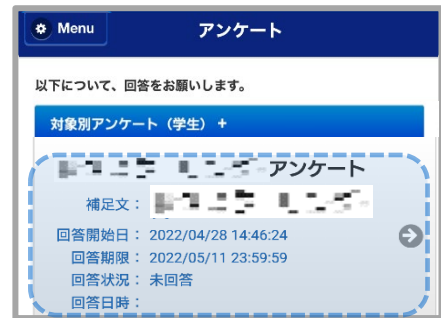 Menu
アンケート
以下について、回答をお願いします。
対象別アンケート（学生）+
アンケート
補足文：
回答開始日： 2022/04/28 14:46:24
回答期限： 2022/05/11 23:59:59
回答状況： 未回答
回答日時：